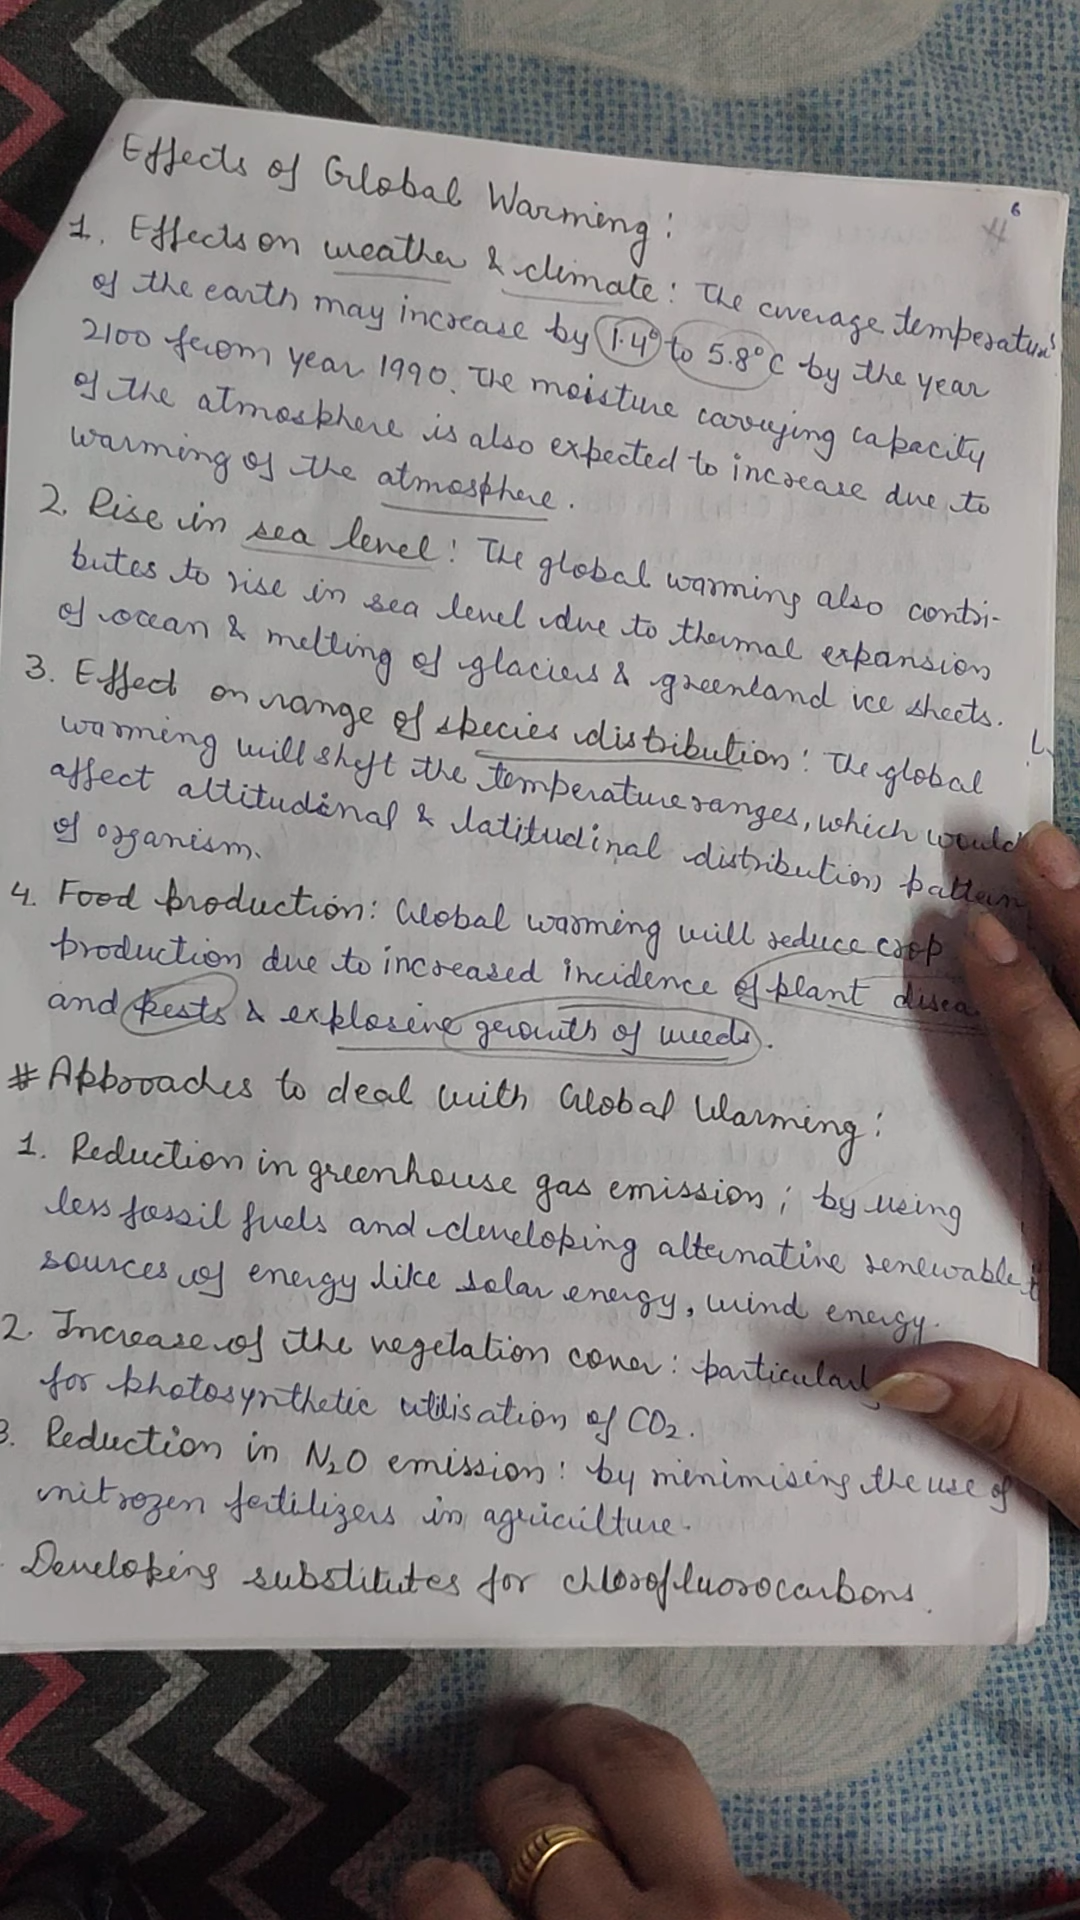 6
#
Effects of Global Warming:
1. Effects on weather & climate: The average temperature
of the earth may increase by 1.4° to 5.8°C by the year
2100 from year 1990. The moisture carrying capacity
of the atmosphere is also expected to increase due to
warming of the atmosphere.
2. Rise in sea level: The global warming also contri-
butes to rise in sea level due to thermal expansion
of ocean & melting of glaciers & greenland ice sheets.
3. Effect on range of species distribution: The global
warming will shift the temperature ranges, which would
affect altitudinal & latitudinal distribution pattern
of organism.
4. Food production: Global warming will reduce crop
production due to increased incidence of plant disea
and pests & explosive growth of weeds.
# Approaches to deal with Global Warming:
1. Reduction in greenhouse gas emission; by using
less fossil fuels and developing alternative renewable
sources of energy like solar energy, wind energy.
2. Increase of the vegetation cover: particularly
for photosynthetic utilisation of CO₂.
3. Reduction in N₂O emission: by minimising the use of
nitrozen fertilizers in agriculture.
Developing substitutes for chlorofluorocarbons.